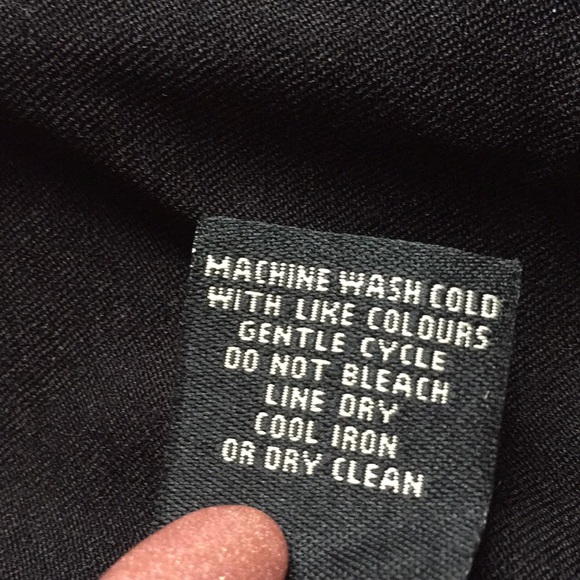 MACHINE WASH COLD
WITH LIKE COLOURS
GENTLE CYCLE
DO NOT BLEACH
LINE DRY
COOL IRON
OR DRY CLEAN